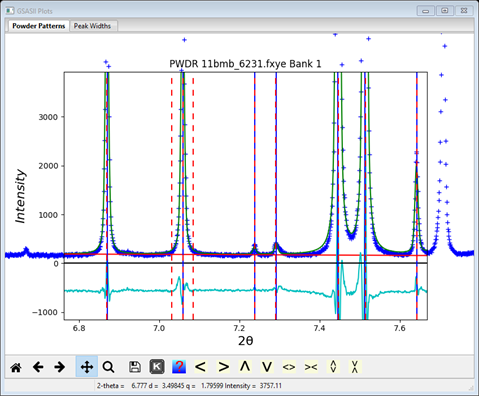 GSASII Plots
Powder Patterns Peak Widths
PWDR 11bmb_6231.fxye Bank 1
3000
2000
1000
0
−1000
Intensity
6.8 7.0 7.2 7.4 7.6
2θ
K ?
2-theta = 6.777 d = 3.49845 q = 1.79599 Intensity = 3757.11